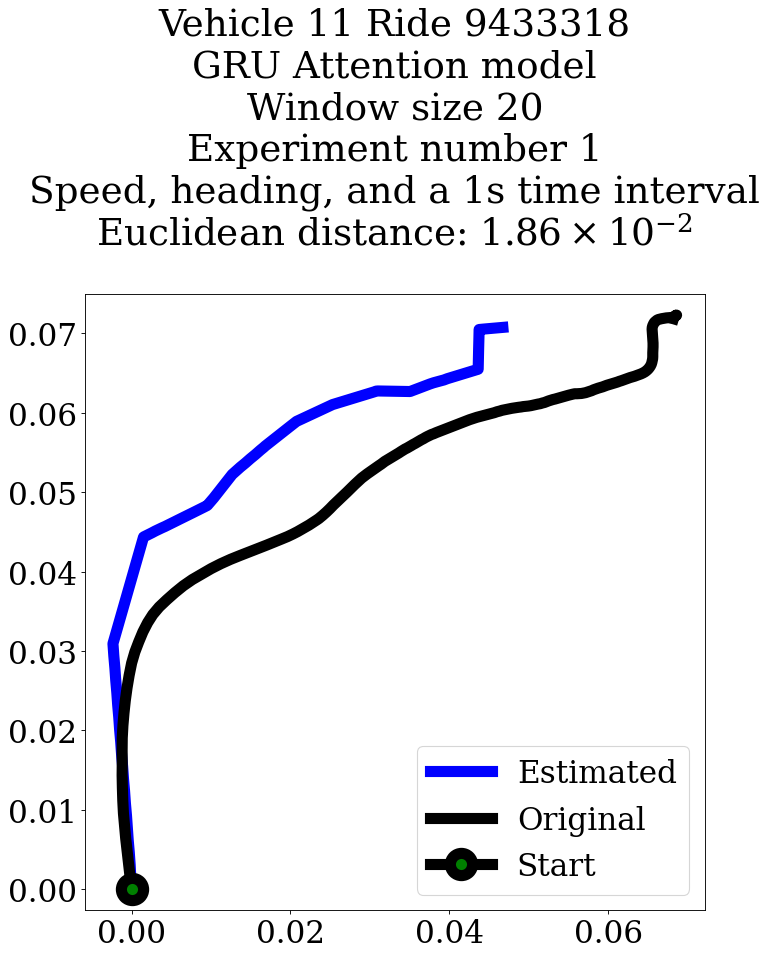 Vehicle 11 Ride 9433318
GRU Attention model
Window size 20
Experiment number 1
Speed, heading, and a 1s time interval
Euclidean distance: 1.86 × 10⁻²
0.07
0.06
0.05
0.04
0.03
0.02
0.01
0.00
Estimated
Original
Start
0.00 0.02 0.04 0.06